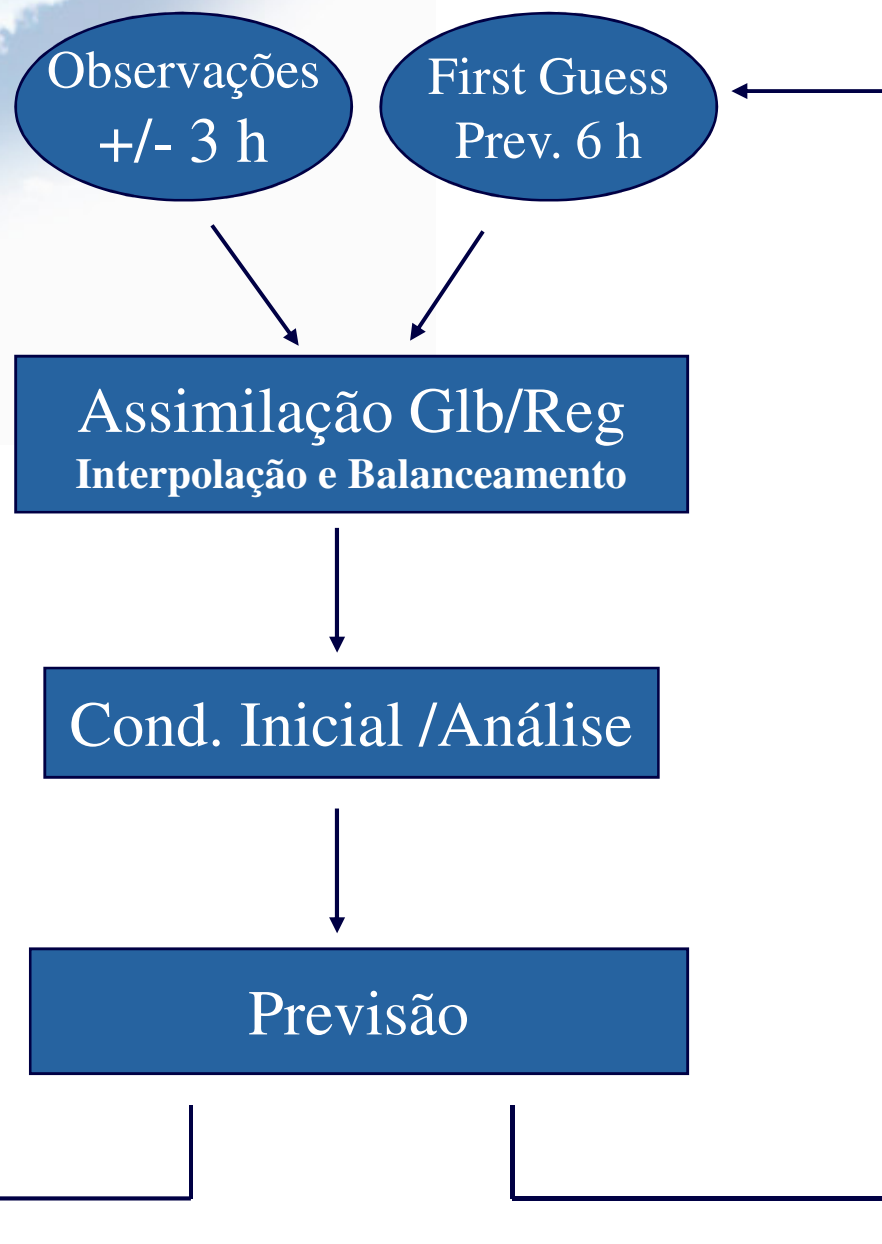 Observações
+/- 3 h
First Guess
Prev. 6 h
Assimilação Glb/Reg
Interpolação e Balanceamento
Cond. Inicial /Análise
Previsão